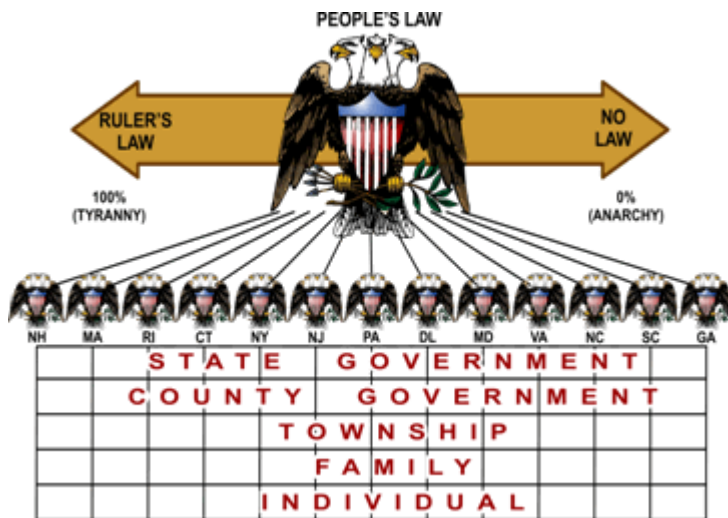 PEOPLE'S LAW
RULER'S
LAW
NO
LAW
100%
(TYRANNY)
0%
(ANARCHY)
NH MA RI CT NY NJ PA DL MD VA NC SC GA
STATE GOVERNMENT
COUNTY GOVERNMENT
TOWNSHIP
FAMILY
INDIVIDUAL